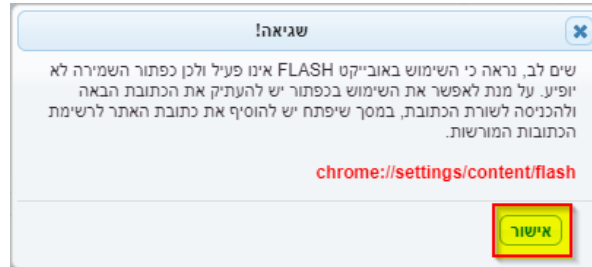 שגיאה!
שים לב, נראה כי השימוש באובייקט FLASH אינו פעיל ולכן כפתור השמירה לא
יופיע. על מנת לאפשר את השימוש בכפתור יש להעתיק את הכתובת הבאה
ולהכניסה לשורת הכתובת, במסך שיפתח יש להוסיף את כתובת האתר לרשימת
הכתובות המורשות.
chrome://settings/content/flash
אישור